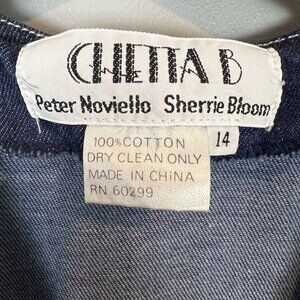 CHETTA B
Peter Noviello Sherrie Bloom
14
100% COTTON
DRY CLEAN ONLY
MADE IN CHINA
RN 60299